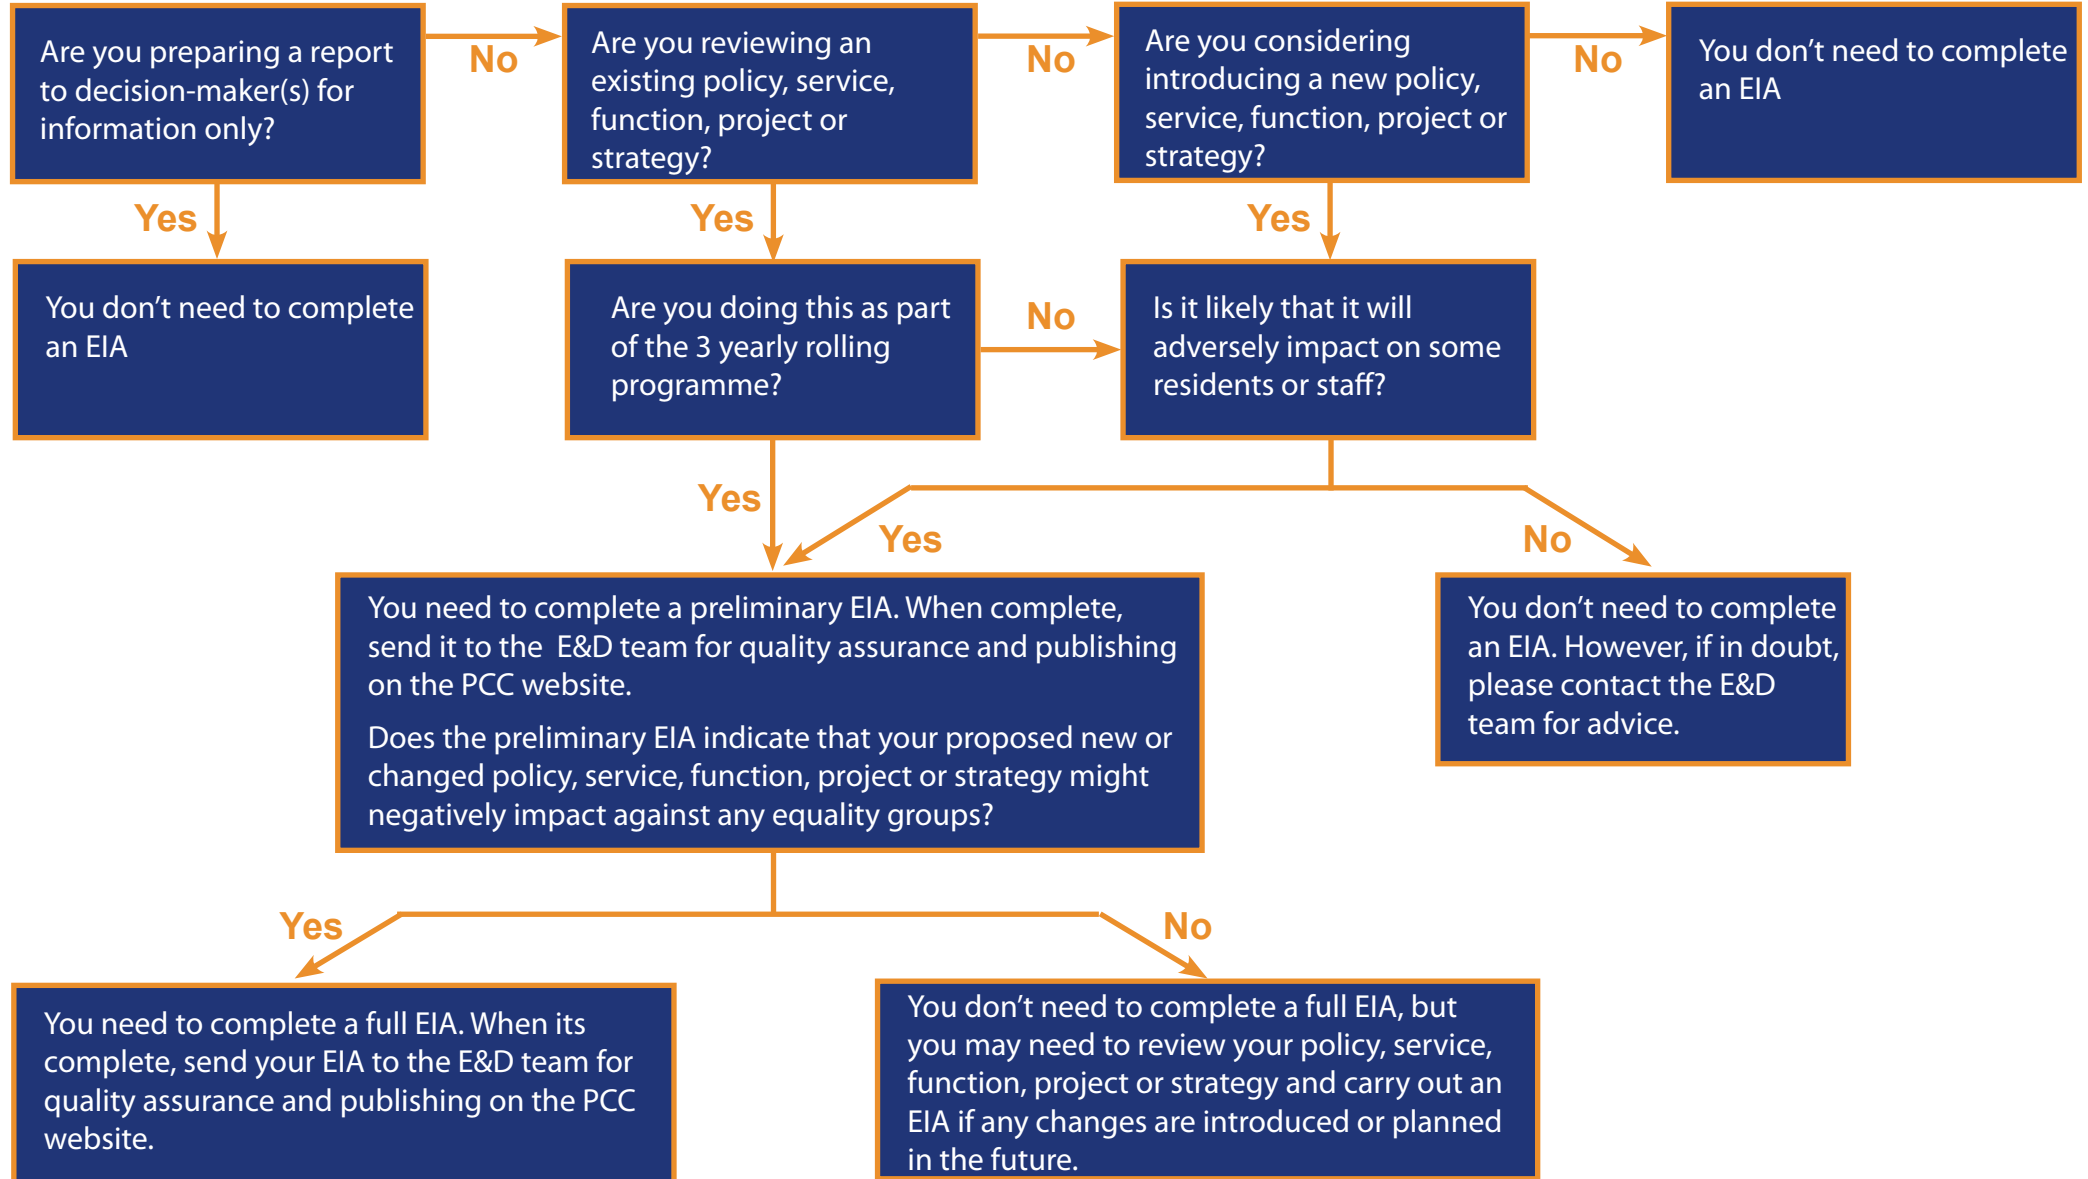 Are you preparing a report
to decision-maker(s) for
information only?
No
Are you reviewing an
existing policy, service,
function, project or
strategy?
No
Are you considering
introducing a new policy,
service, function, project or
strategy?
No
You don’t need to complete
an EIA
Yes
Yes
Yes
You don’t need to complete
an EIA
Are you doing this as part
of the 3 yearly rolling
programme?
No
Is it likely that it will
adversely impact on some
residents or staff?
Yes
Yes
No
You need to complete a preliminary EIA. When complete,
send it to the E&D team for quality assurance and publishing
on the PCC website.
Does the preliminary EIA indicate that your proposed new or
changed policy, service, function, project or strategy might
negatively impact against any equality groups?
You don’t need to complete
an EIA. However, if in doubt,
please contact the E&D
team for advice.
Yes
No
You need to complete a full EIA. When its
complete, send your EIA to the E&D team for
quality assurance and publishing on the PCC
website.
You don’t need to complete a full EIA, but
you may need to review your policy, service,
function, project or strategy and carry out an
EIA if any changes are introduced or planned
in the future.